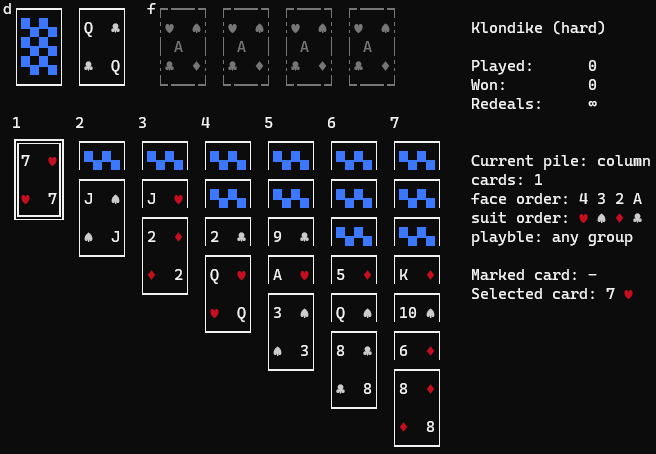 d Q ♣ f ♥ ♠ ♥ ♠ ♥ ♠ ♥ ♠
A A A A
♣ Q ♣ ♦ ♣ ♦ ♣ ♦ ♣ ♦
Klondike (hard)
Played: 0
Won: 0
Redeals: ∞
1 2 3 4 5 6 7
7 ♥
♥ 7 J ♠ J ♥
♠ J 2 ♦ 2 ♣ 9 ♣
♦ 2 Q ♥ A ♥ 5 ♦ K ♦
♥ Q 3 ♠ Q ♠ 10 ♠
♠ 3 8 ♣ 6 ♦
♣ 8 8 ♦
♦ 8
Current pile: column
cards: 1
face order: 4 3 2 A
suit order: ♥ ♠ ♦ ♣
playble: any group
Marked card: –
Selected card: 7 ♥